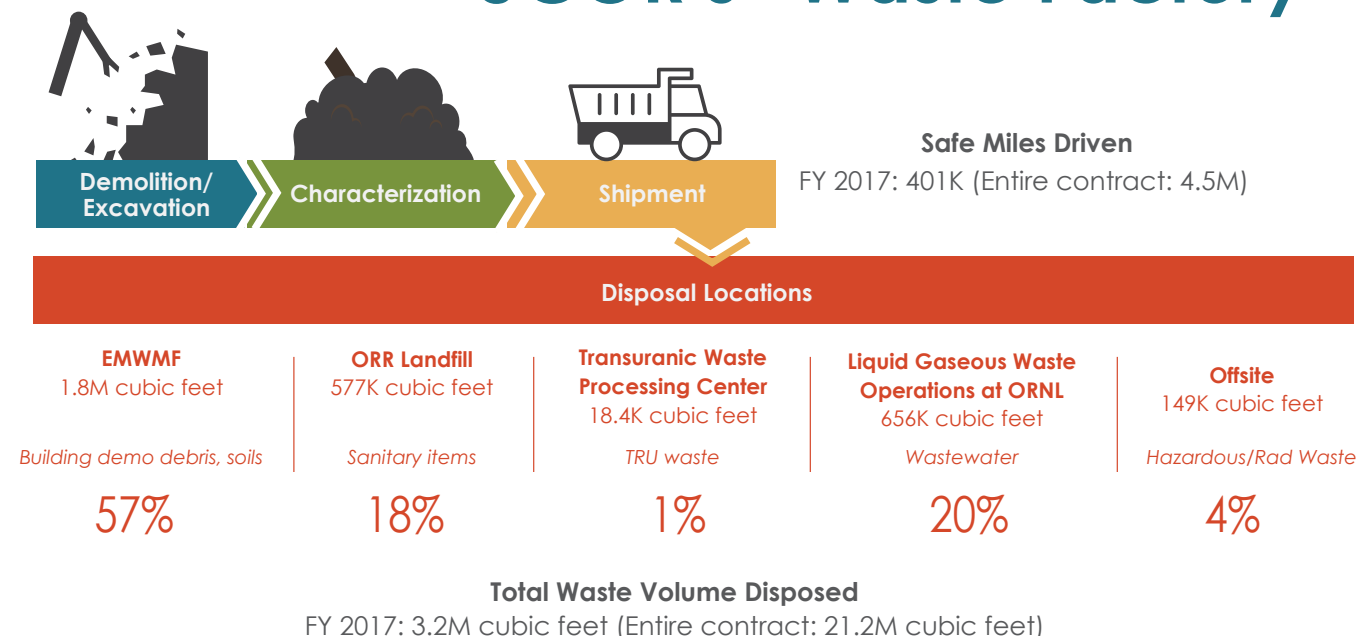 Waste Factory
Safe Miles Driven
FY 2017: 401K (Entire contract: 4.5M)
Demolition/
Excavation
Characterization
Shipment
Disposal Locations
EMWMF
1.8M cubic feet
Building demo debris, soils
57%
ORR Landfill
577K cubic feet
Sanitary items
18%
Transuranic Waste
Processing Center
18.4K cubic feet
TRU waste
1%
Liquid Gaseous Waste
Operations at ORNL
656K cubic feet
Wastewater
20%
Offsite
149K cubic feet
Hazardous/Rad Waste
4%
Total Waste Volume Disposed
FY 2017: 3.2M cubic feet (Entire contract: 21.2M cubic feet)